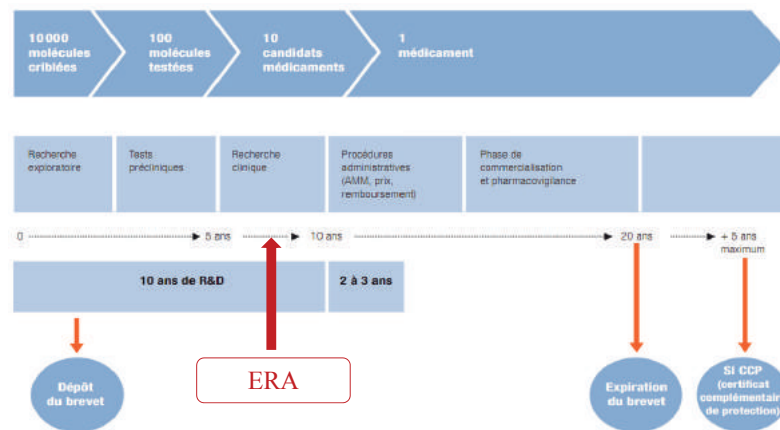 10 000
molécules
criblées
100
molécules
testées
10
candidats
médicaments
1
médicament
Recherche
exploratoire
Tests
précliniques
Recherche
clinique
Procédures
administratives
(AMM, prix,
remboursement)
Phase de
commercialisation
et pharmacovigilance
0
5 ans
10 ans
20 ans
+ 5 ans
maximum
10 ans de R&D
2 à 3 ans
Dépôt
du brevet
ERA
Expiration
du brevet
Si CCP
(certificat
complémentaire
de protection)